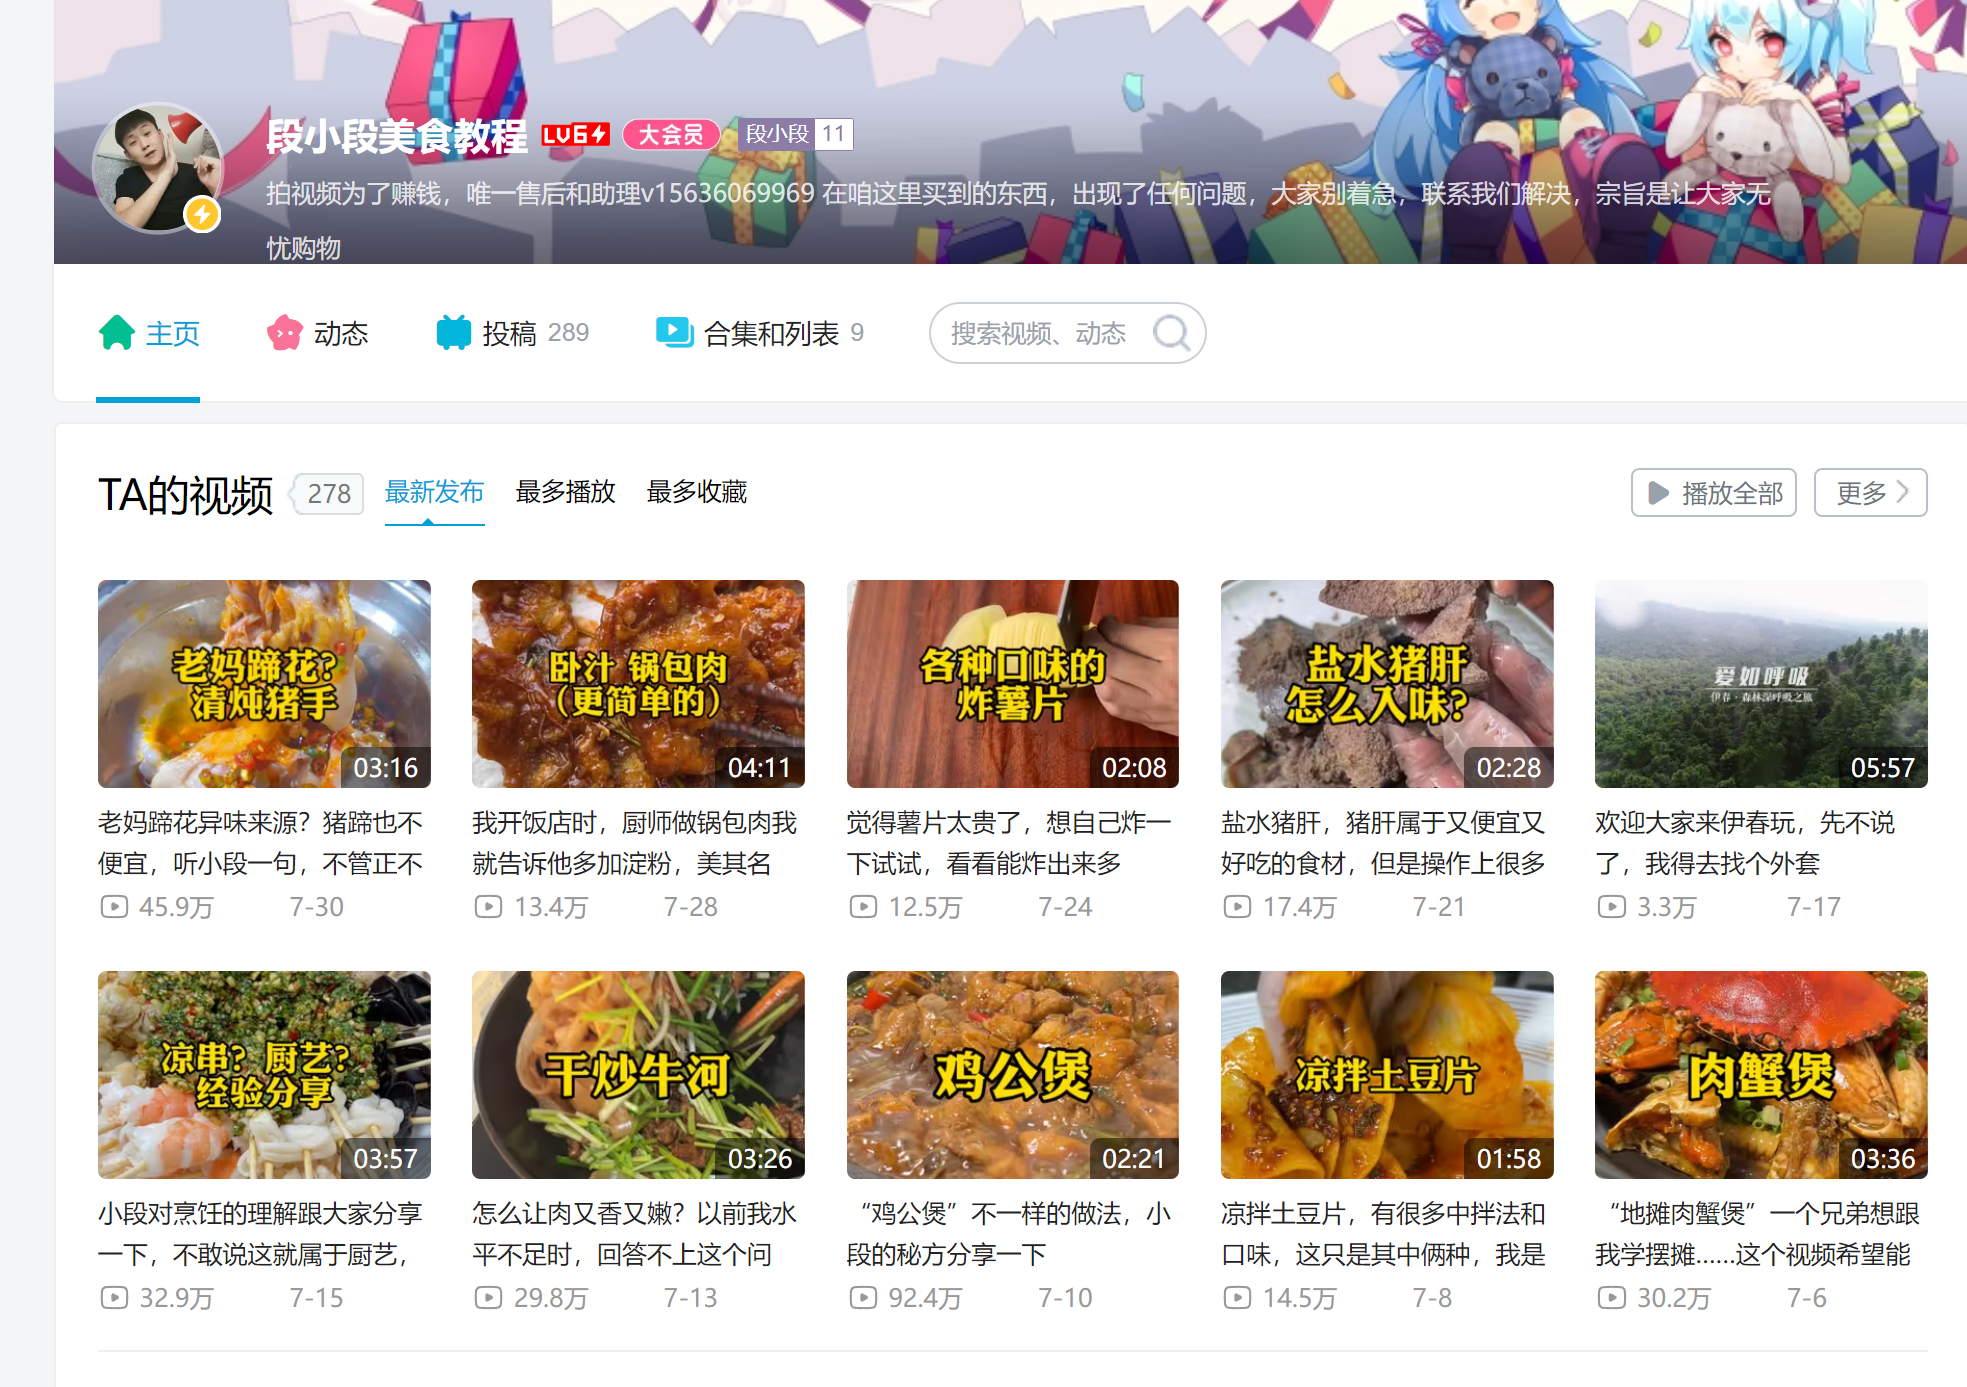 段小段美食教程 LV6 大会员 段小段 11
拍视频为了赚钱，唯一售后和助理v15636069969 在咱这里买到的东西，出现了任何问题，大家别着急，联系我们解决，宗旨是让大家无
忧购物
主页 动态 投稿 289 合集和列表 9 搜索视频、动态
TA的视频 278 最新发布 最多播放 最多收藏 播放全部 更多
老妈蹄花？
清炖猪手
03:16
卧汁 锅包肉
（更简单的）
04:11
各种口味的
炸薯片
02:08
盐水猪肝
怎么入味？
02:28
爱如呼吸
伊春·森林深呼吸之旅
05:57
老妈蹄花异味来源？猪蹄也不
便宜，听小段一句，不管正不
45.9万 7-30
我开饭店时，厨师做锅包肉我
就告诉他多加淀粉，美其名
13.4万 7-28
觉得薯片太贵了，想自己炸一
下试试，看看能炸出来多
12.5万 7-24
盐水猪肝，猪肝属于又便宜又
好吃的食材，但是操作上很多
17.4万 7-21
欢迎大家来伊春玩，先不说
了，我得去找个外套
3.3万 7-17
凉串？厨艺？
经验分享
03:57
干炒牛河
03:26
鸡公煲
02:21
凉拌土豆片
01:58
肉蟹煲
03:36
小段对烹饪的理解跟大家分享
一下，不敢说这就属于厨艺，
32.9万 7-15
怎么让肉又香又嫩？以前我水
平不足时，回答不上这个问
29.8万 7-13
“鸡公煲”不一样的做法，小
段的秘方分享一下
92.4万 7-10
凉拌土豆片，有很多中拌法和
口味，这只是其中俩种，我是
14.5万 7-8
“地摊肉蟹煲”一个兄弟想跟
我学摆摊……这个视频希望能
30.2万 7-6